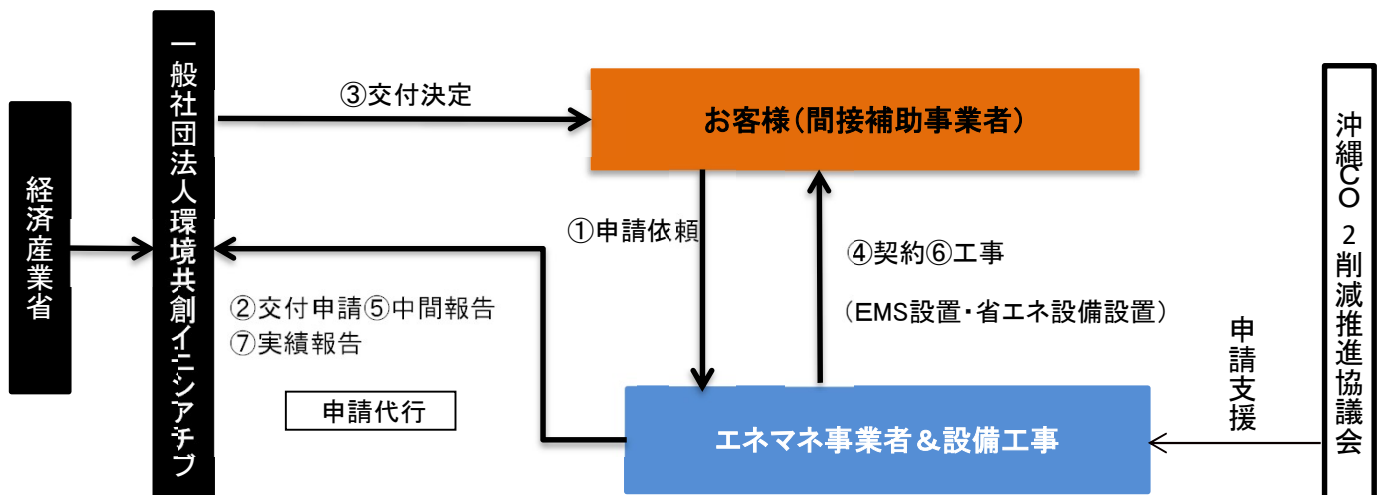 経済産業省
一般社団法人環境共創イニシアチブ
③交付決定
お客様(間接補助事業者)
①申請依頼
④契約⑥工事
(EMS設置・省エネ設備設置)
②交付申請⑤中間報告
⑦実績報告
申請代行
エネマネ事業者&設備工事
申請支援
沖縄CO2削減推進協議会